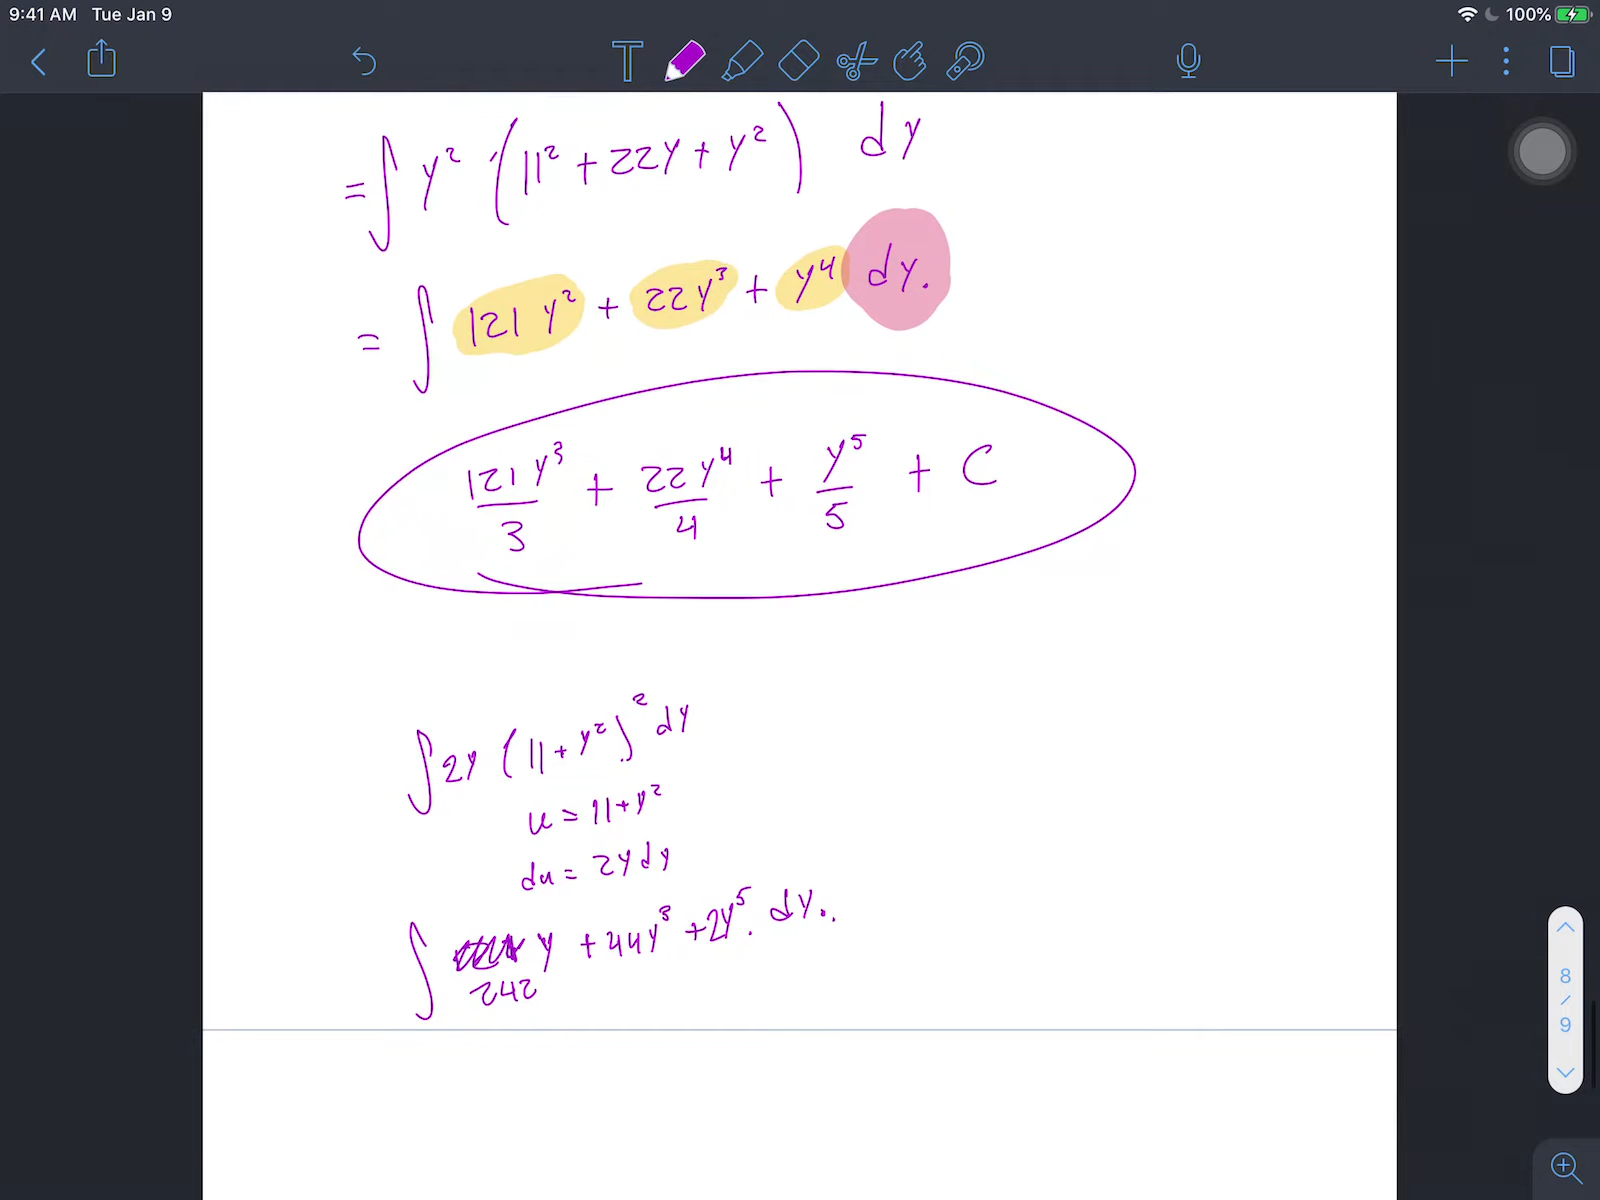 9:41 AM Tue Jan 9 100%
T
= ∫ y² (11² + 22y + y²) dy
= ∫ 121 y² + 22y³ + y⁴ dy.
121y³/3 + 22y⁴/4 + y⁵/5 + C
∫ 2y (11 + y²)² dy
u = 11 + y²
du = 2y dy
∫ 242 y + 44y³ + 2y⁵. dy..
8
/
9